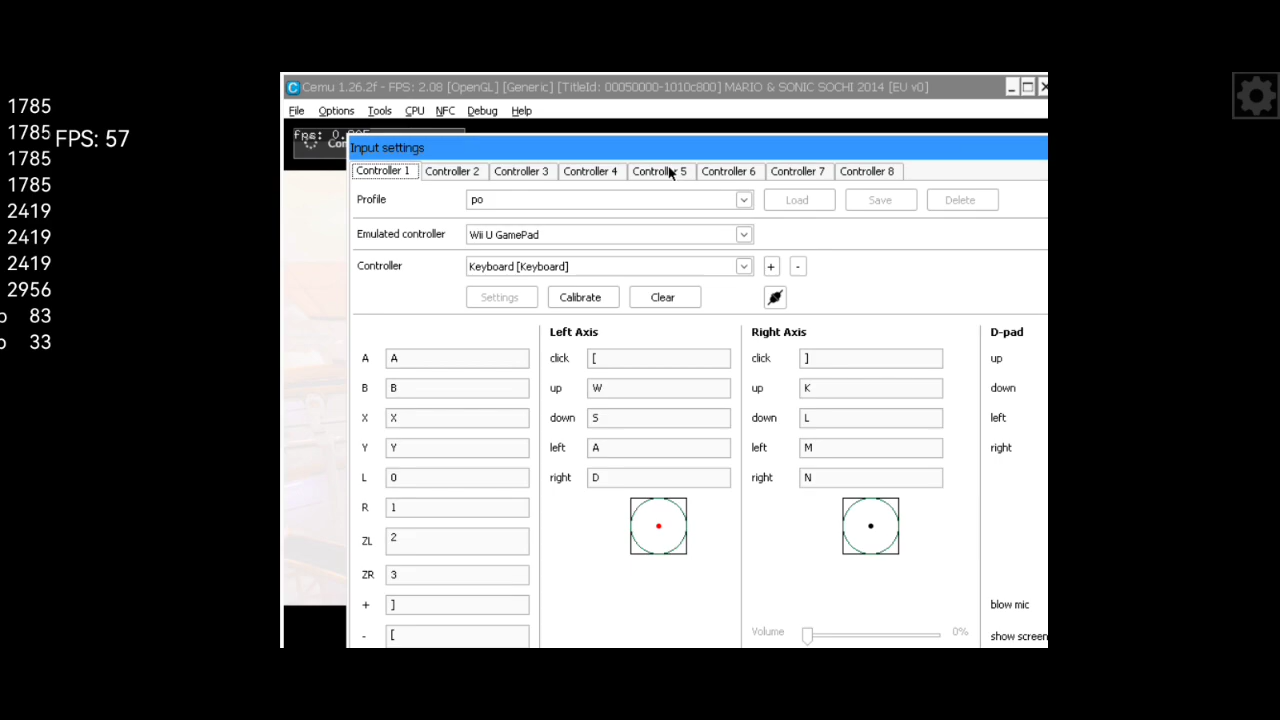 Cemu 1.26.2f - FPS: 2.08 [OpenGL] [Generic] [TitleId: 00050000-1010c800] MARIO & SONIC SOCHI 2014 [EU v0]
File Options Tools CPU NFC Debug Help
1785
1785
1785
1785
2419
2419
2419
2956
83
33
FPS: 57
Input settings
Controller 1 Controller 2 Controller 3 Controller 4 Controller 5 Controller 6 Controller 7 Controller 8
Profile po Load Save Delete
Emulated controller Wii U GamePad
Controller Keyboard [Keyboard] + -
Settings Calibrate Clear
Left Axis Right Axis D-pad
A A click [ click ] up
B B up W up K down
X X down S down L left
Y Y left A left M right
L 0 right D right N
R 1
ZL 2
ZR 3
+ ] blow mic
- [ Volume 0% show screen